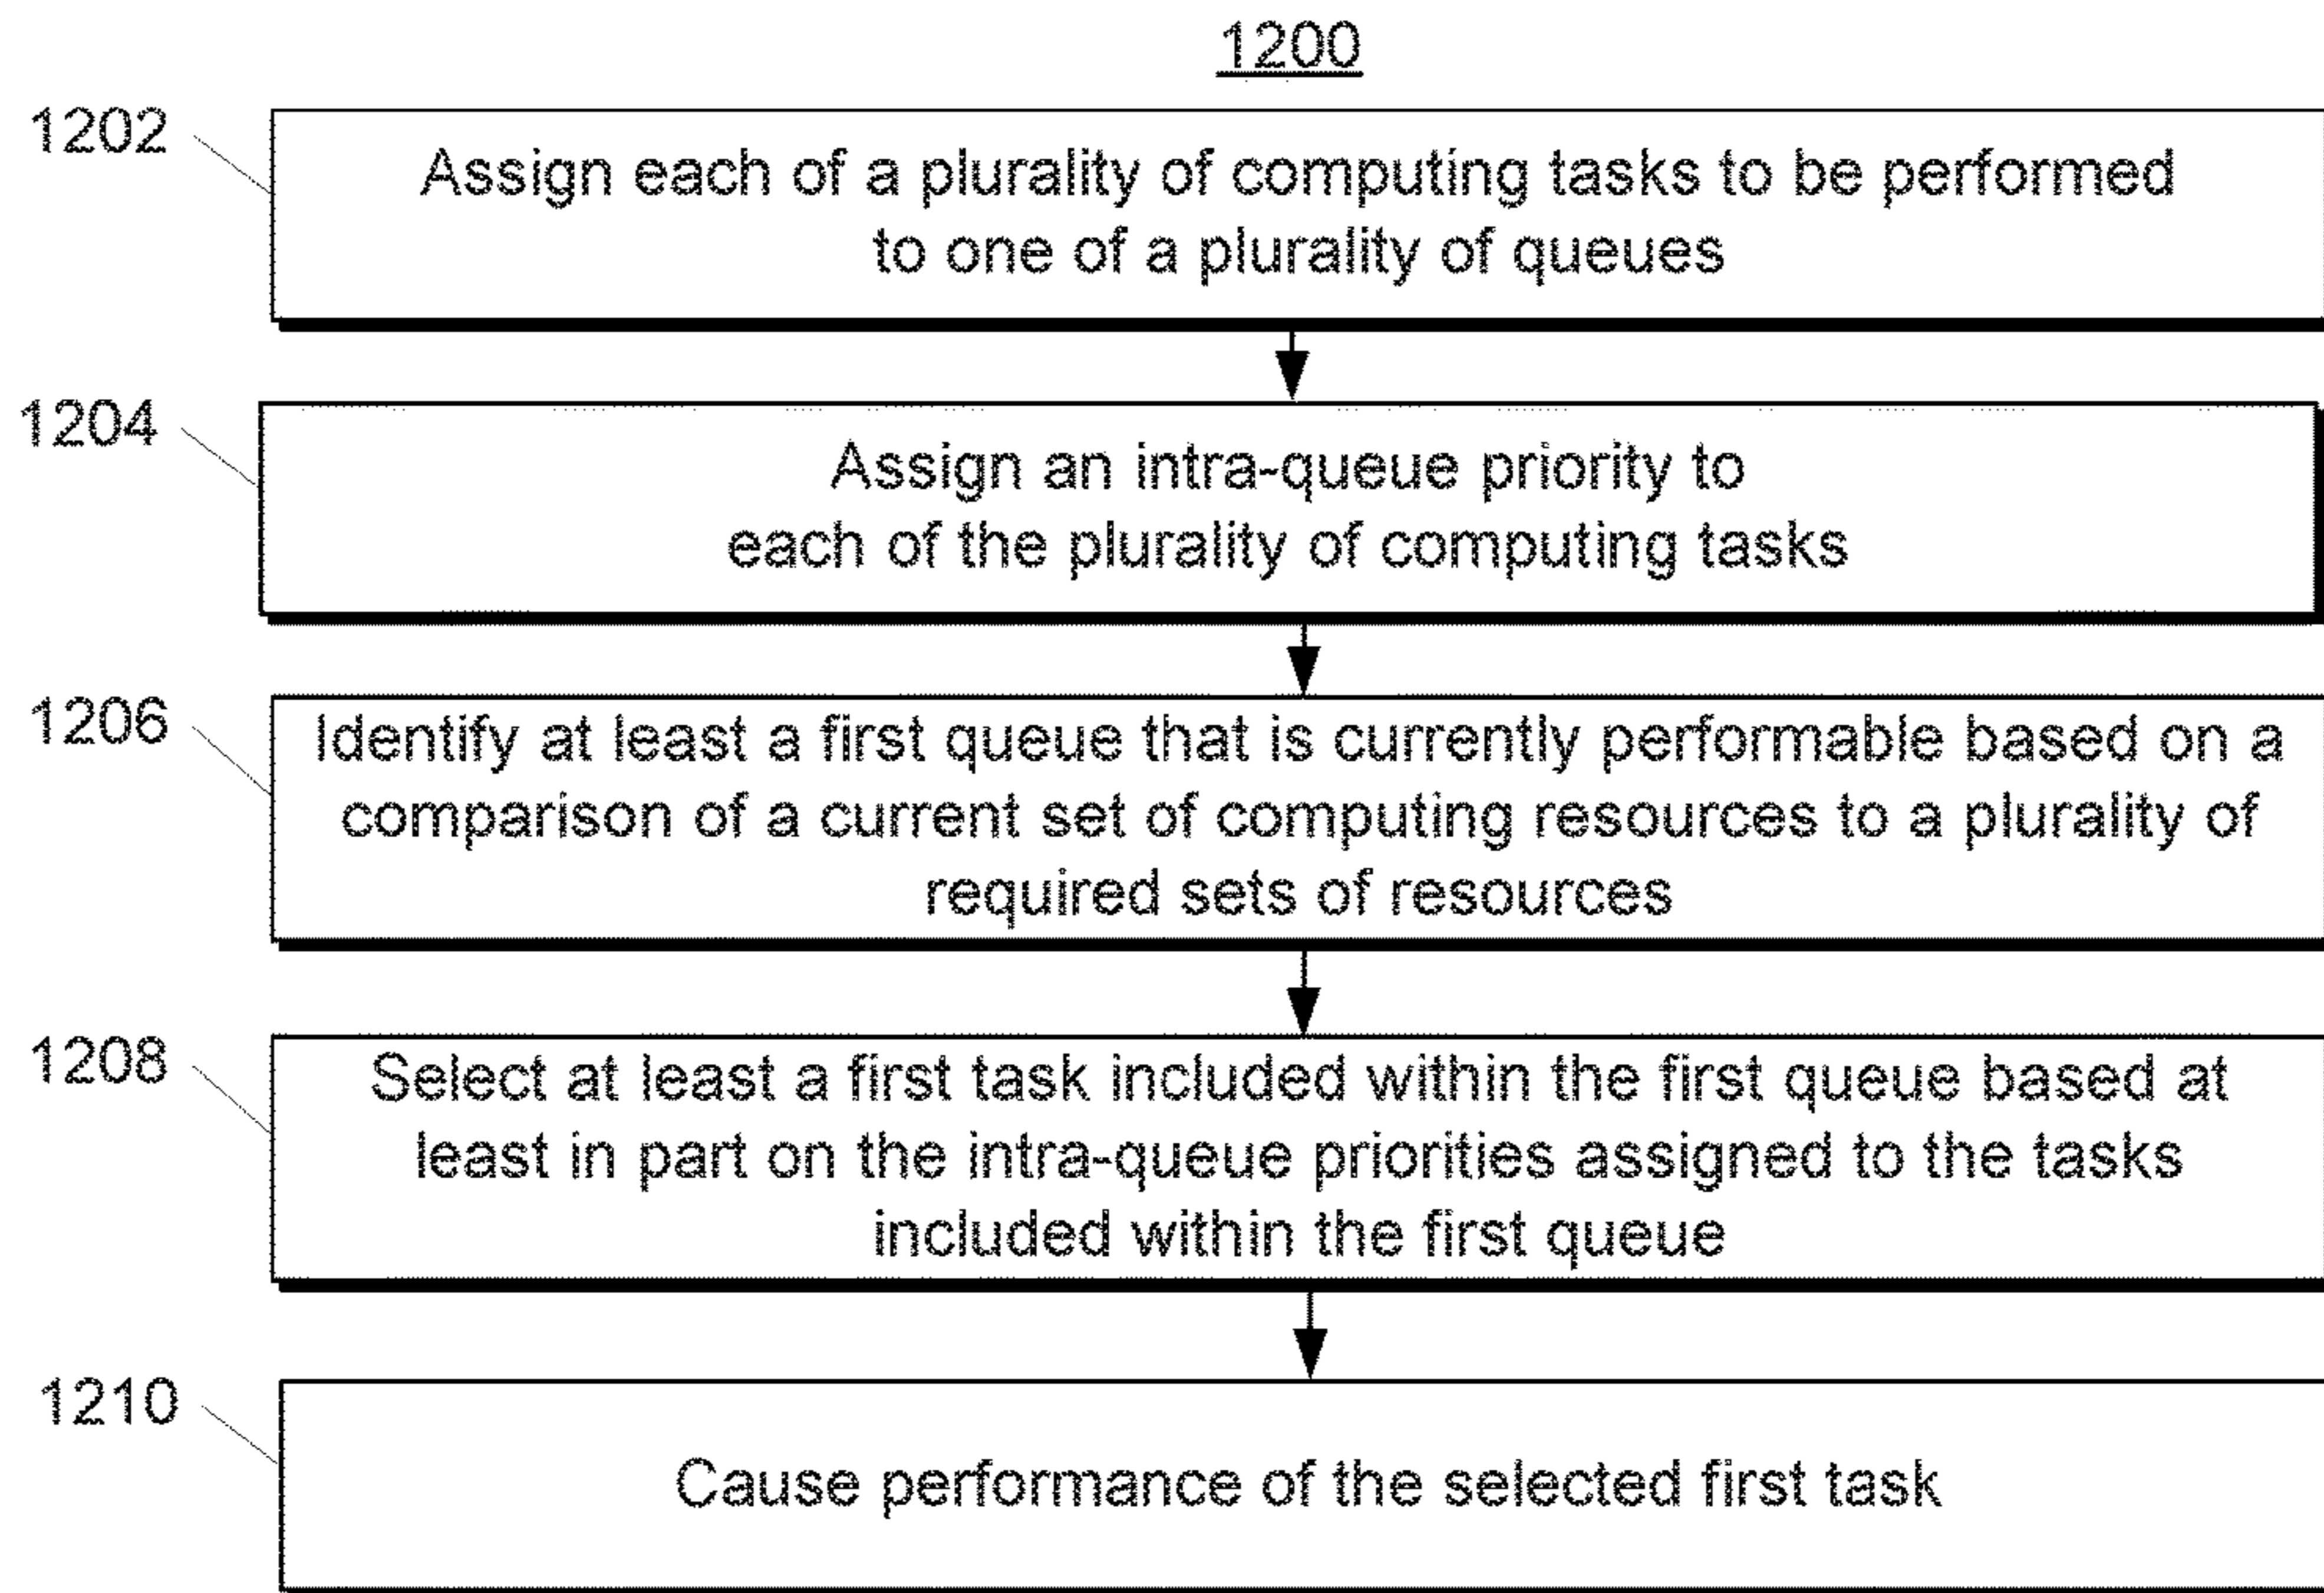 1200
1202
Assign each of a plurality of computing tasks to be performed
to one of a plurality of queues
1204
Assign an intra-queue priority to
each of the plurality of computing tasks
1206
Identify at least a first queue that is currently performable based on a
comparison of a current set of computing resources to a plurality of
required sets of resources
1208
Select at least a first task included within the first queue based at
least in part on the intra-queue priorities assigned to the tasks
included within the first queue
1210
Cause performance of the selected first task